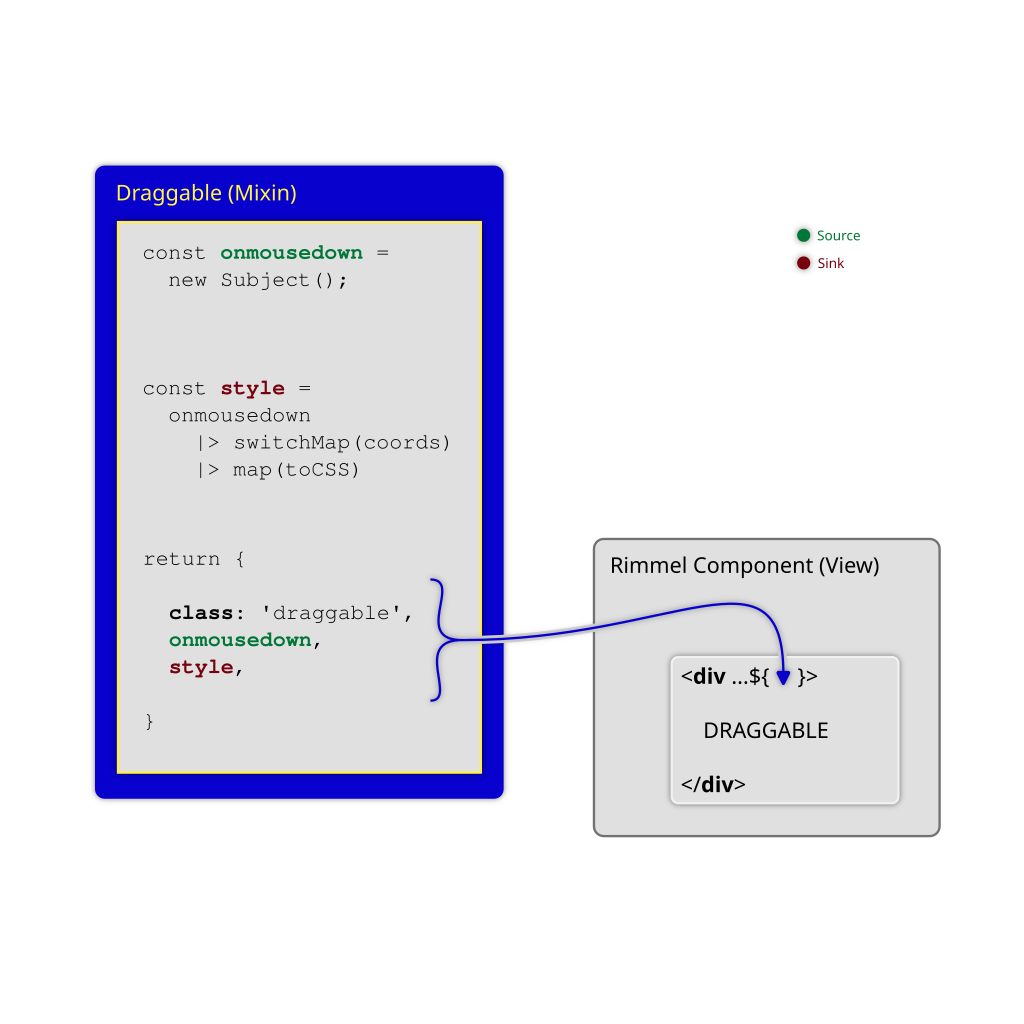 Draggable (Mixin)
const onmousedown =
new Subject();
const style =
onmousedown
|> switchMap(coords)
|> map(toCSS)
return {
class: 'draggable',
onmousedown,
style,
}
Source
Sink
Rimmel Component (View)
<div ...${ }>
DRAGGABLE
</div>